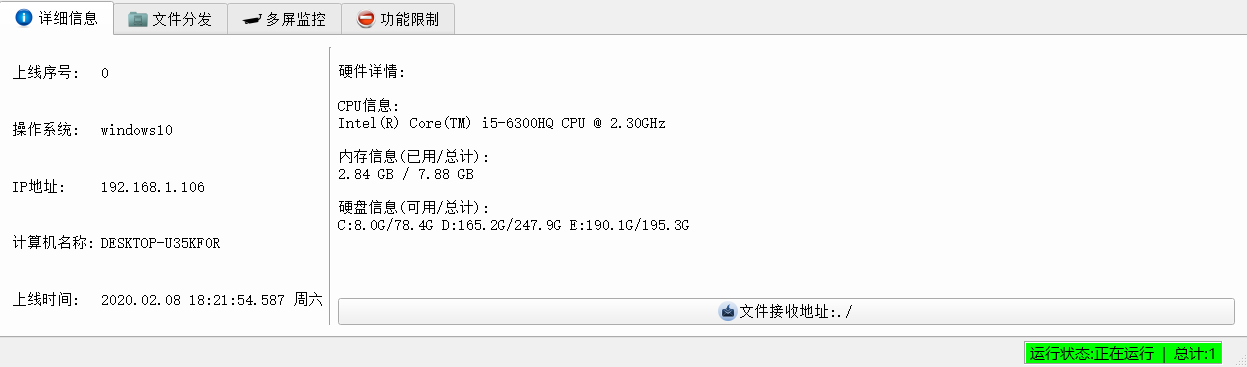 详细信息 文件分发 多屏监控 功能限制
上线序号: 0
操作系统: windows10
IP地址: 192.168.1.106
计算机名称: DESKTOP-U35KF0R
上线时间: 2020.02.08 18:21:54.587 周六
硬件详情:
CPU信息:
Intel(R) Core(TM) i5-6300HQ CPU @ 2.30GHz
内存信息(已用/总计):
2.84 GB / 7.88 GB
硬盘信息(可用/总计):
C:8.0G/78.4G D:165.2G/247.9G E:190.1G/195.3G
文件接收地址:./
运行状态:正在运行 | 总计:1